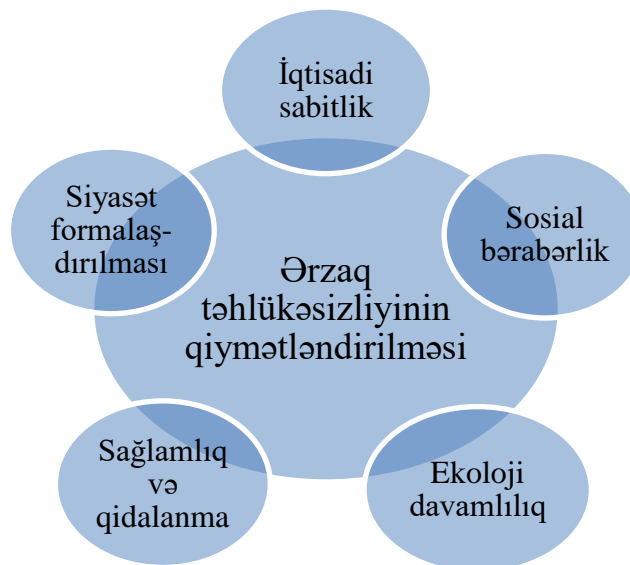 İqtisadi
sabitlik
Siyasət
formalaş-
dırılması
Sosial
bərabərlik
Ərzaq
təhlükəsizliyinin
qiymətləndirilməsi
Sağlamlıq
və
qidalanma
Ekoloji
davamlılıq